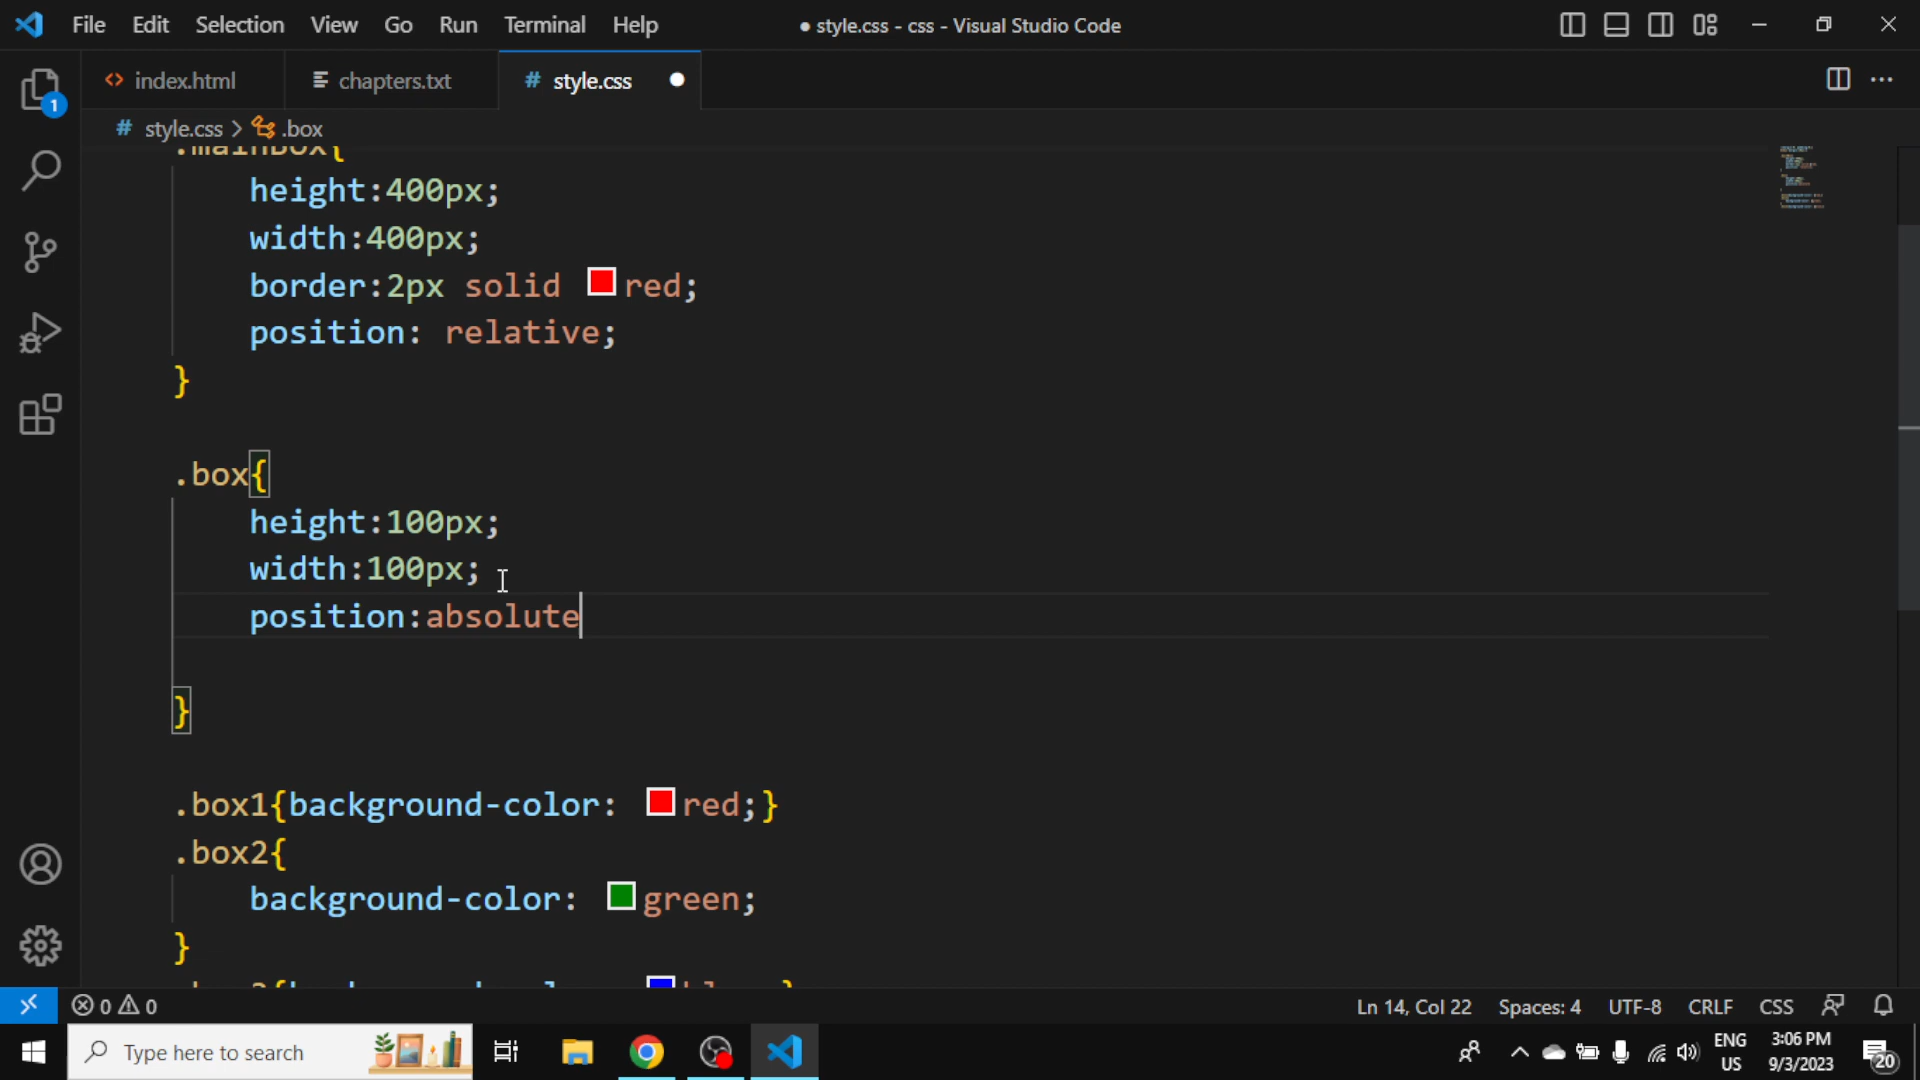 File Edit Selection View Go Run Terminal Help
● style.css - css - Visual Studio Code
1
<> index.html
chapters.txt
# style.css ●
# style.css > .box
.mainbox{
height:400px;
width:400px;
border:2px solid red;
position: relative;
}
.box{
height:100px;
width:100px;
position:absolute
}
.box1{background-color: red;}
.box2{
background-color: green;
}
0 0
Ln 14, Col 22 Spaces: 4 UTF-8 CRLF CSS
Type here to search
ENG
US
3:06 PM
9/3/2023
20